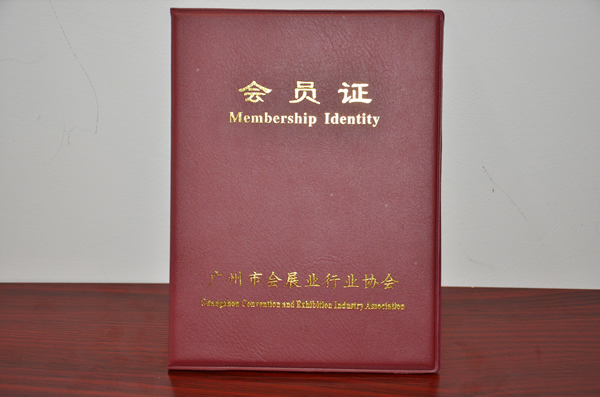 会员证
Membership Identity
广州市会展业行业协会
Guangzhou Convention and Exhibition Industry Association